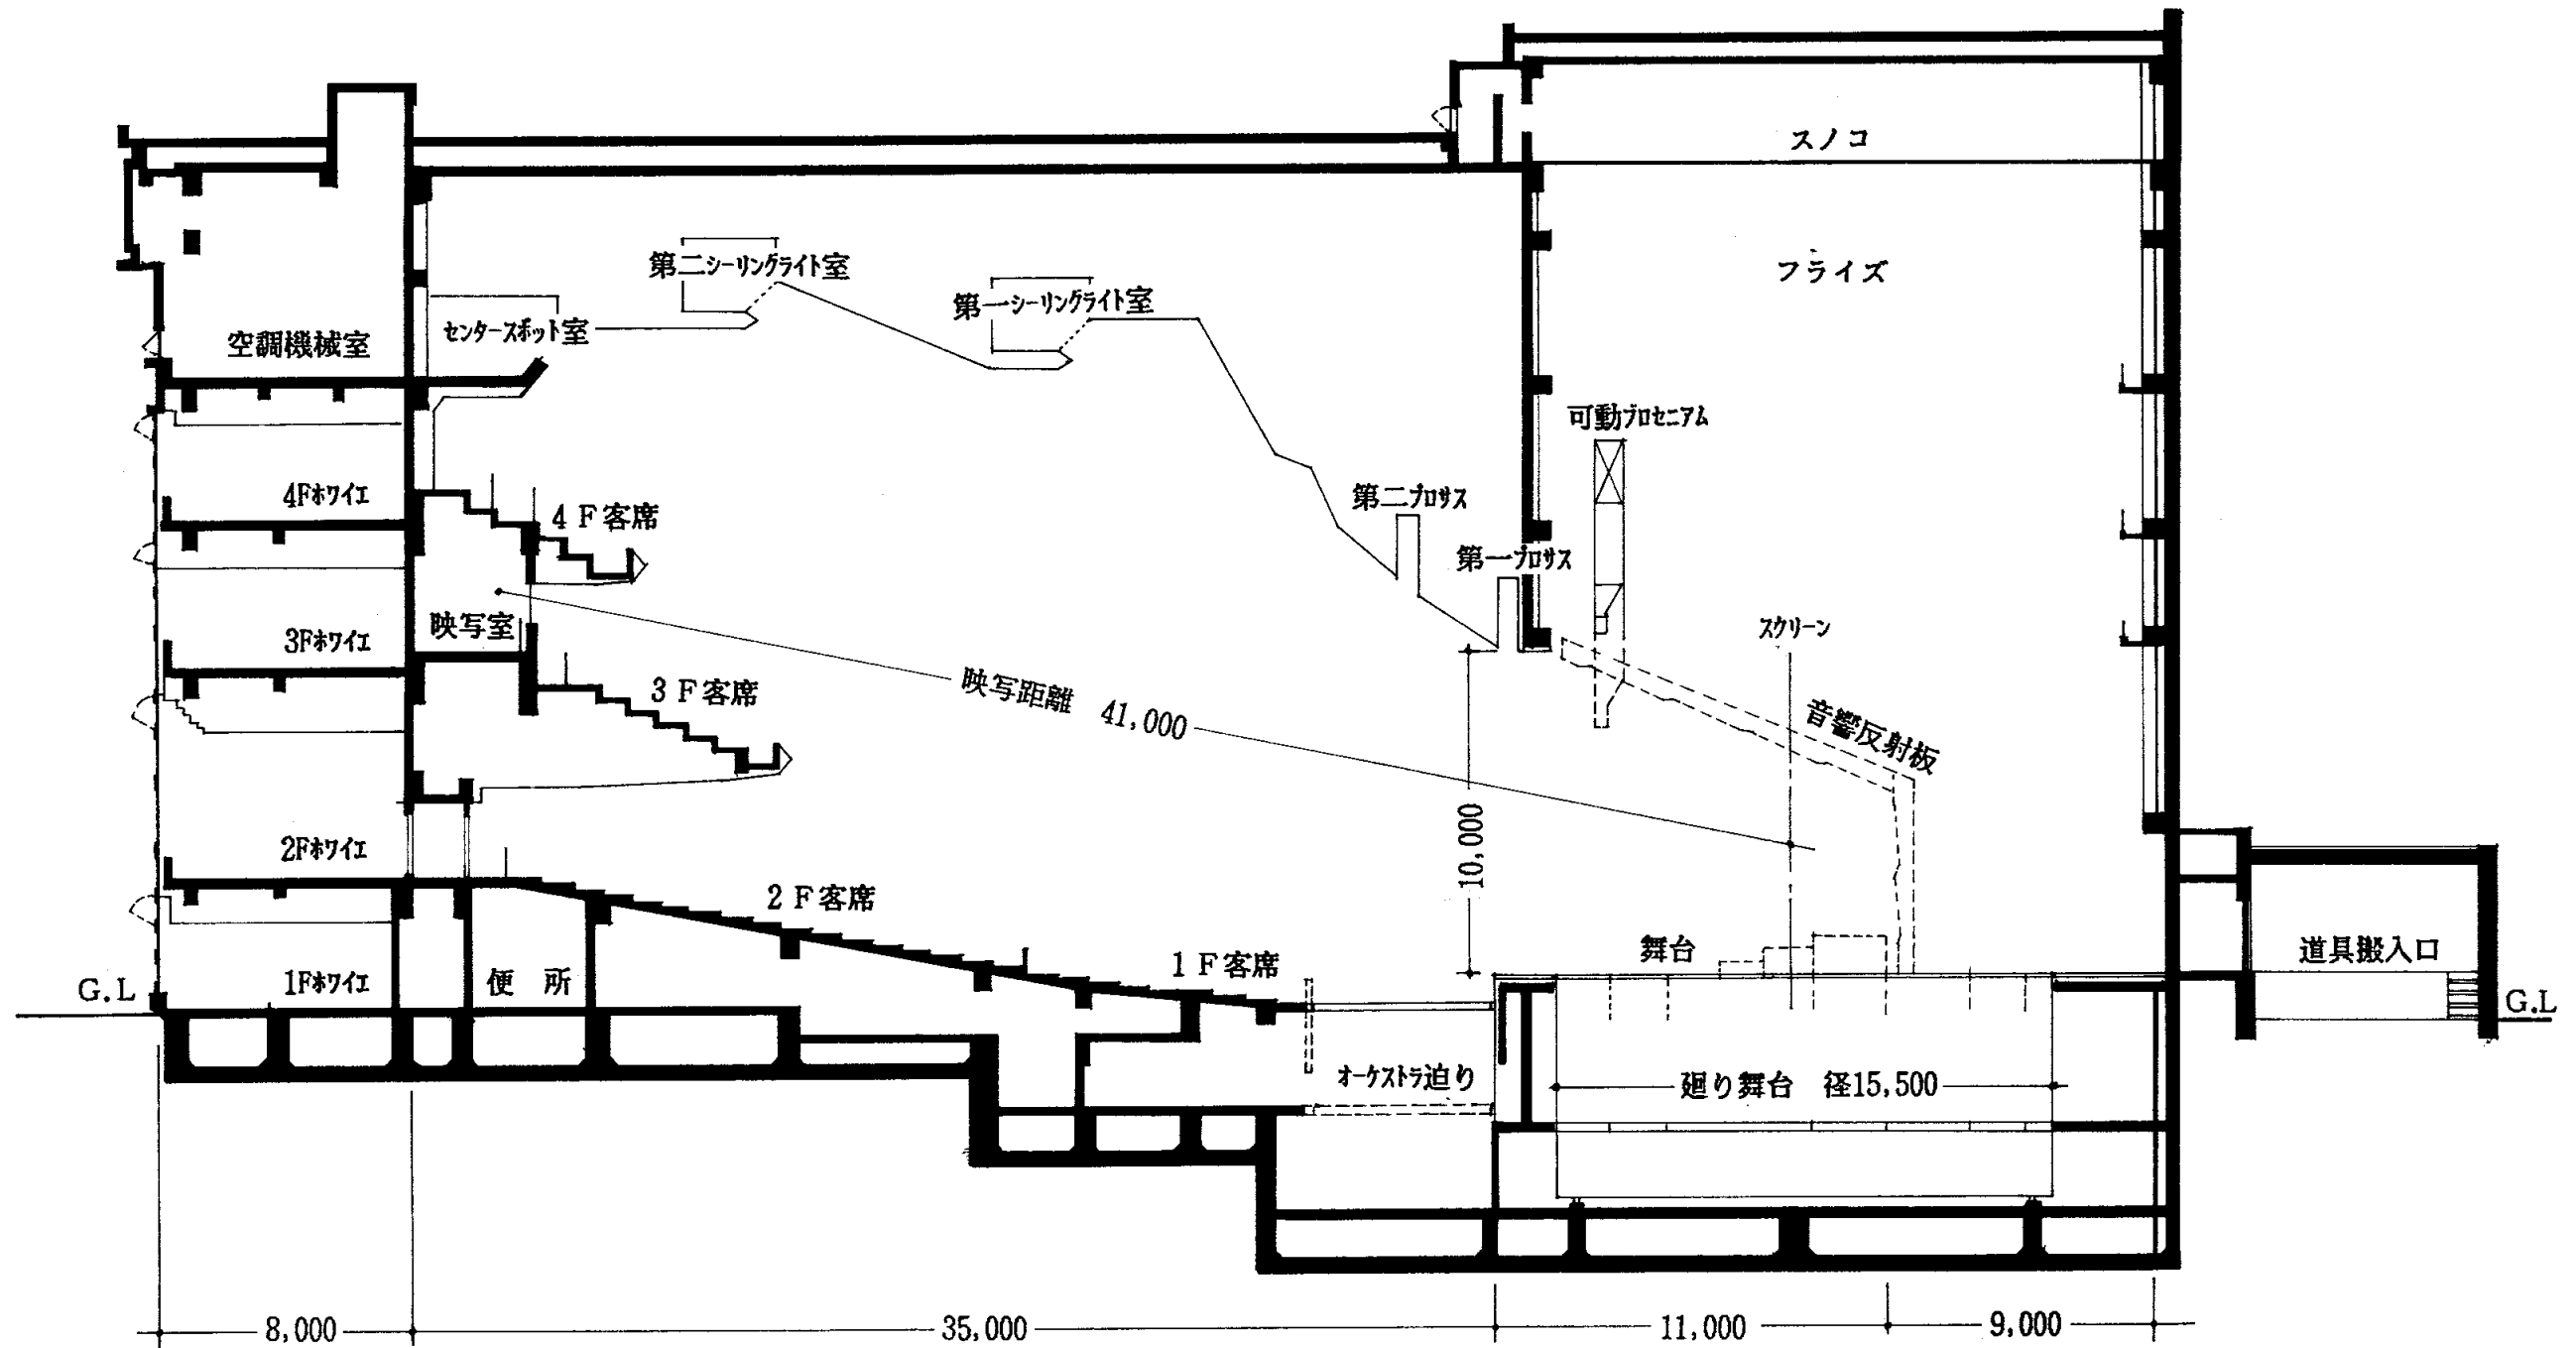 スノコ
フライズ
第二シーリングライト室
第一シーリングライト室
センタースポット室
空調機械室
可動プロセニアム
4Fホワイエ
4F客席
第二プロサス
第一プロサス
映写室
3Fホワイエ
スクリーン
3F客席
映写距離 41,000
音響反射板
10,000
2Fホワイエ
2F客席
1F客席
舞台
道具搬入口
G.L
1Fホワイエ
便所
G.L
オーケストラ迫り
廻り舞台 径15,500
8,000
35,000
11,000
9,000